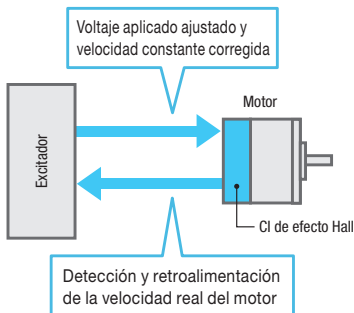 Voltaje aplicado ajustado y
velocidad constante corregida
Motor
Excitador
CI de efecto Hall
Detección y retroalimentación
de la velocidad real del motor